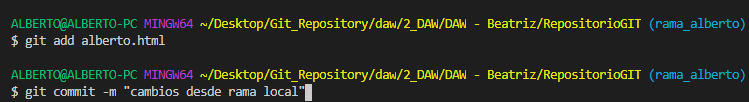 ALBERTO@ALBERTO-PC MINGW64 ~/Desktop/Git_Repository/daw/2_DAW/DAW - Beatriz/RepositorioGIT (rama_alberto)
$ git add alberto.html
ALBERTO@ALBERTO-PC MINGW64 ~/Desktop/Git_Repository/daw/2_DAW/DAW - Beatriz/RepositorioGIT (rama_alberto)
$ git commit -m "cambios desde rama local"